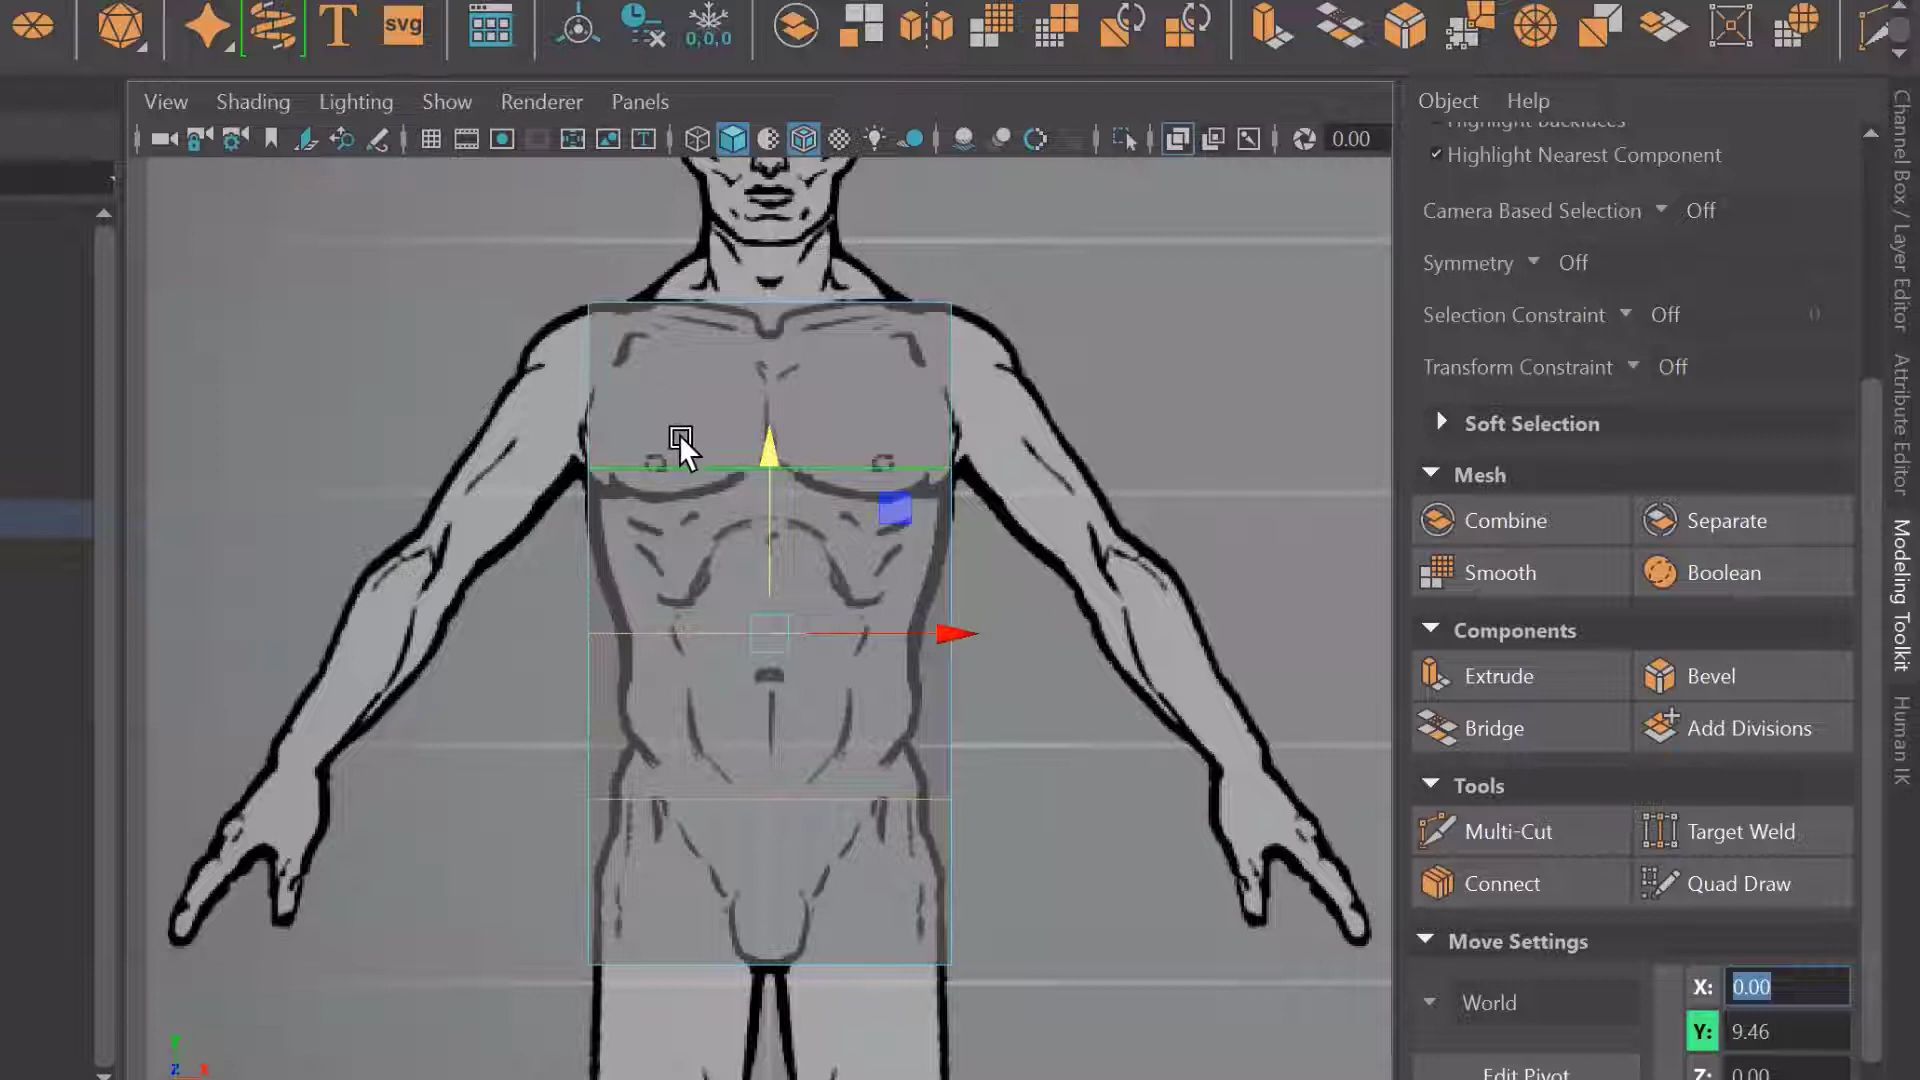 T
svg
0,0,0
View Shading Lighting Show Renderer Panels
Object Help
T
0.00
Highlight Backfaces
Highlight Nearest Component
Camera Based Selection Off
Symmetry Off
Selection Constraint Off 0
Transform Constraint Off
Soft Selection
Mesh
Combine Separate
Smooth Boolean
Components
Extrude Bevel
Bridge Add Divisions
Tools
Multi-Cut Target Weld
Connect Quad Draw
Move Settings
X: 0.00
World
Y: 9.46
Edit Pivot
Z: 0.00
Channel Box / Layer Editor
Attribute Editor
Modeling Toolkit
Human IK
Y
Z X